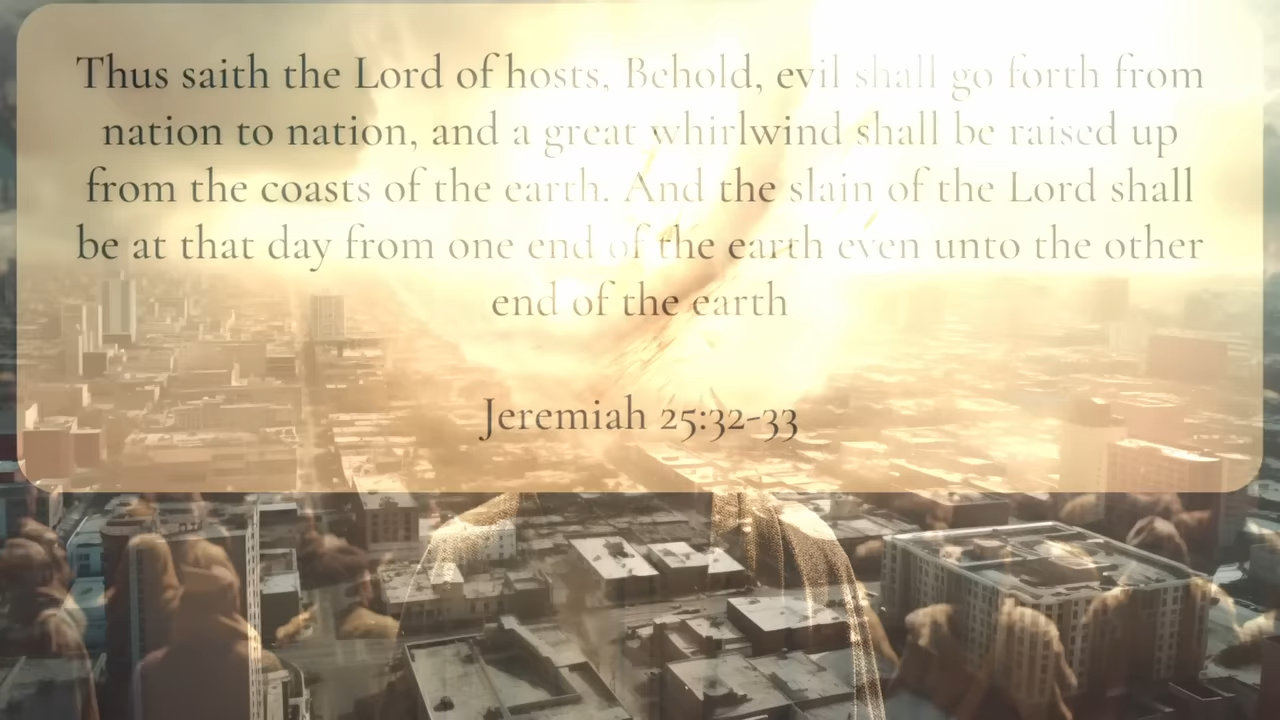 Thus saith the Lord of hosts, Behold, evil shall go forth from
nation to nation, and a great whirlwind shall be raised up
from the coasts of the earth. And the slain of the Lord shall
be at that day from one end of the earth even unto the other
end of the earth
Jeremiah 25:32-33